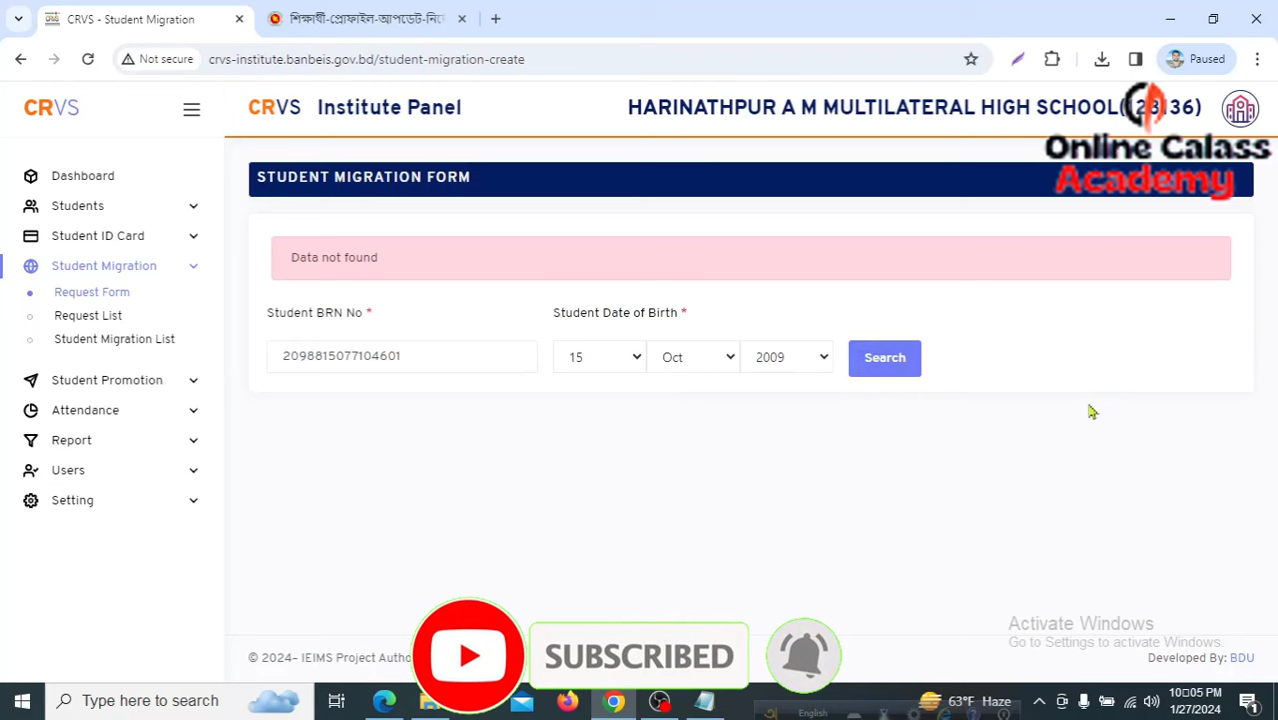 CRVS - Student Migration
শিক্ষার্থী-প্রোফাইল-আপডেট-নির্দে
Not secure
crvs-institute.banbeis.gov.bd/student-migration-create
Paused
CRVS
CRVS Institute Panel
HARINATHPUR A M MULTILATERAL HIGH SCHOOL
Online Calass
Academy
STUDENT MIGRATION FORM
Dashboard
Students
Student ID Card
Student Migration
Request Form
Request List
Student Migration List
Student Promotion
Attendance
Report
Users
Setting
Data not found
Student BRN No *
Student Date of Birth *
2098815077104601
15
Oct
2009
Search
Activate Windows
Go to Settings to activate Windows.
© 2024– IEIMS Project Autho
Developed By: BDU
SUBSCRIBED
Type here to search
63°F Haze
10:05 PM
1/27/2024
English